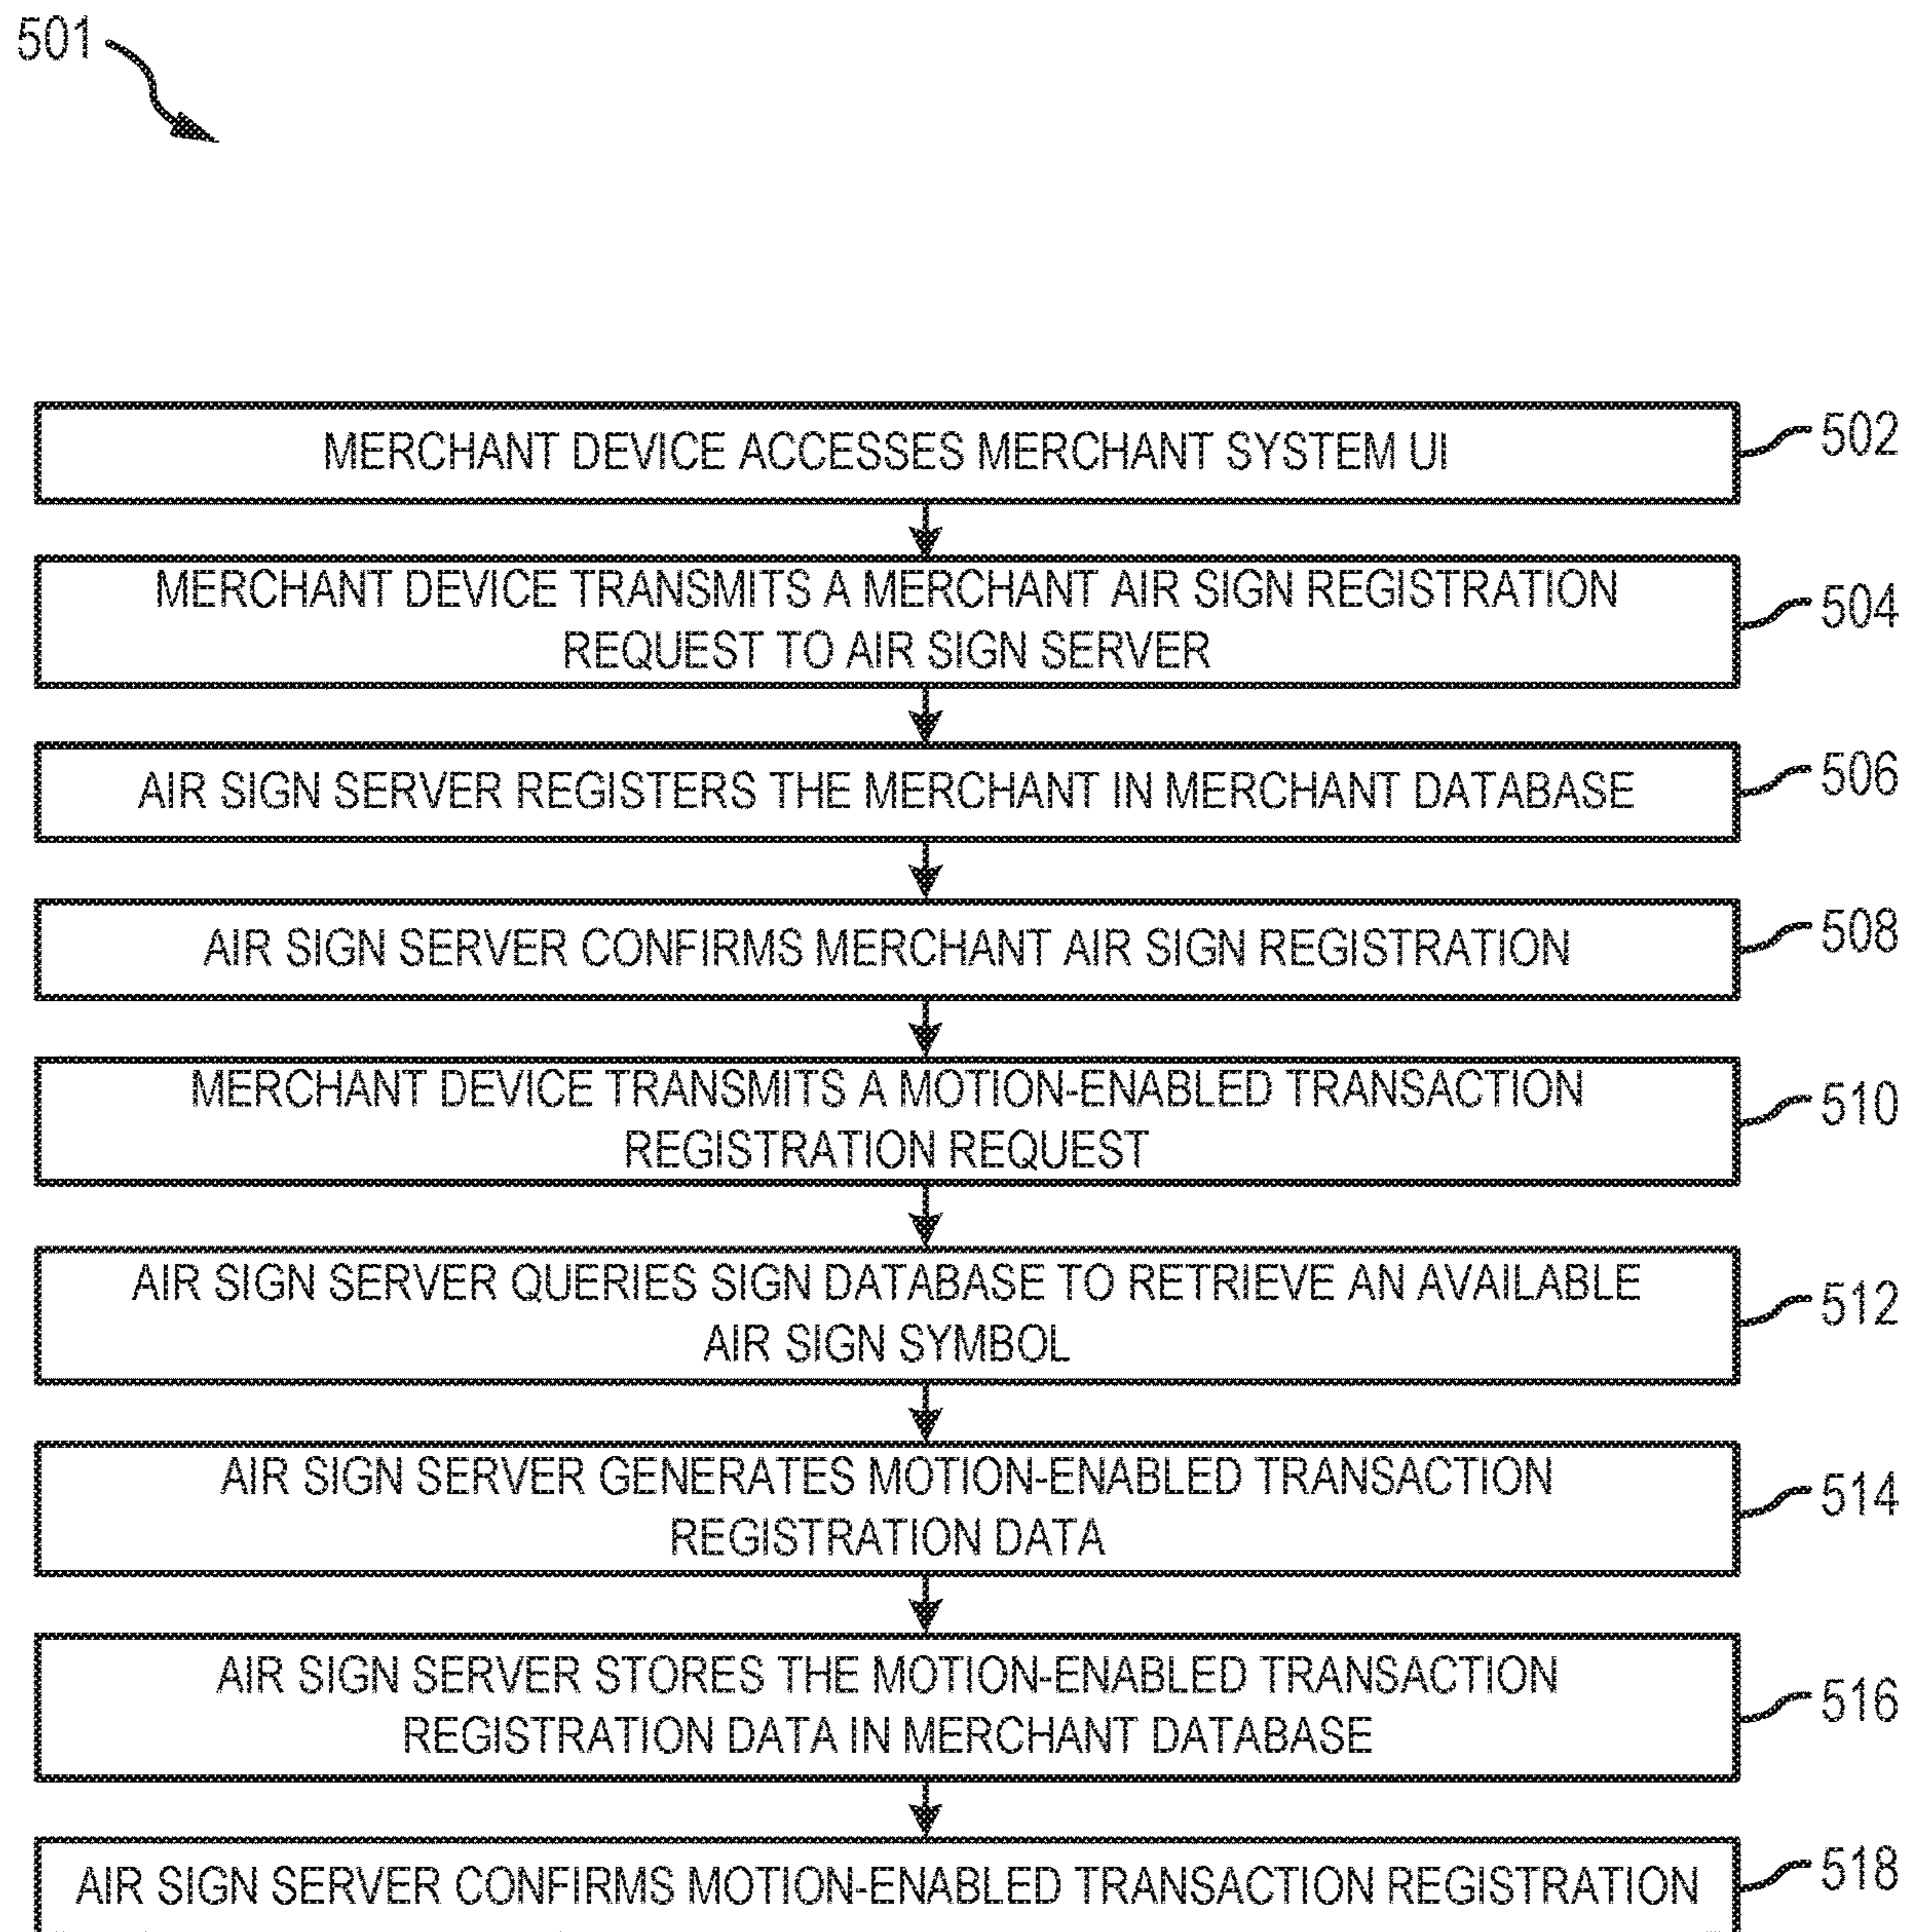 501
MERCHANT DEVICE ACCESSES MERCHANT SYSTEM UI
502
MERCHANT DEVICE TRANSMITS A MERCHANT AIR SIGN REGISTRATION
REQUEST TO AIR SIGN SERVER
504
AIR SIGN SERVER REGISTERS THE MERCHANT IN MERCHANT DATABASE
506
AIR SIGN SERVER CONFIRMS MERCHANT AIR SIGN REGISTRATION
508
MERCHANT DEVICE TRANSMITS A MOTION-ENABLED TRANSACTION
REGISTRATION REQUEST
510
AIR SIGN SERVER QUERIES SIGN DATABASE TO RETRIEVE AN AVAILABLE
AIR SIGN SYMBOL
512
AIR SIGN SERVER GENERATES MOTION-ENABLED TRANSACTION
REGISTRATION DATA
514
AIR SIGN SERVER STORES THE MOTION-ENABLED TRANSACTION
REGISTRATION DATA IN MERCHANT DATABASE
516
AIR SIGN SERVER CONFIRMS MOTION-ENABLED TRANSACTION REGISTRATION
518